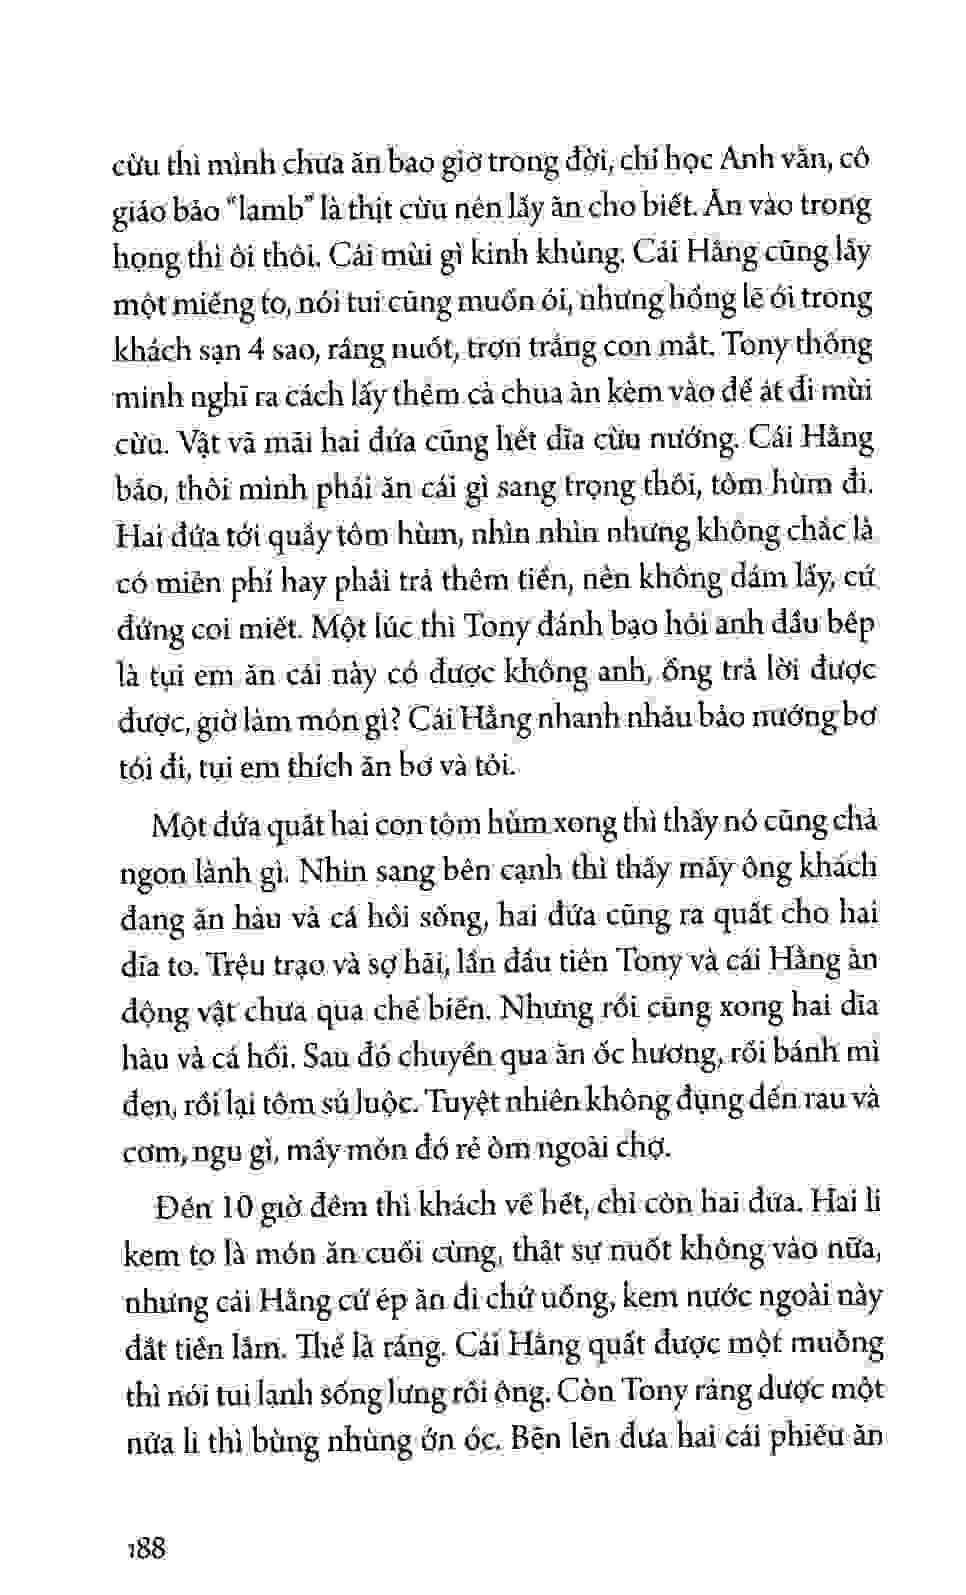 cừu thì mình chưa ăn bao giờ trong đời, chỉ học Anh văn, cô
giáo bảo “lamb” là thịt cừu nên lấy ăn cho biết. Ăn vào trong
họng thì ôi thôi. Cái mùi gì kinh khủng. Cái Hằng cũng lấy
một miếng to, nói tui cũng muốn ói, nhưng hổng lẽ ói trong
khách sạn 4 sao, ráng nuốt, trơn trắng con mắt. Tony thông
minh nghĩ ra cách lấy thêm cà chua ăn kèm vào để át đi mùi
cừu. Vật vã mãi hai đứa cũng hết dĩa cừu nướng. Cái Hằng
bảo, thôi mình phải ăn cái gì sang trọng thôi, tôm hùm đi.
Hai đứa tới quầy tôm hùm, nhìn nhìn nhưng không chắc là
có miễn phí hay phải trả thêm tiền, nên không dám lấy, cứ
đứng coi miết. Một lúc thì Tony đánh bạo hỏi anh đầu bếp
là tụi em ăn cái này có được không anh, ổng trả lời được
được, giờ làm món gì? Cái Hằng nhanh nhảu bảo nướng bơ
tỏi đi, tụi em thích ăn bơ và tỏi.
Một đứa quất hai con tôm hùm xong thì thấy nó cũng chả
ngon lành gì. Nhìn sang bên cạnh thì thấy mấy ông khách
đang ăn hàu và cá hồi sống, hai đứa cũng ra quất cho hai
dĩa to. Trệu trạo và sợ hãi, lần đầu tiên Tony và cái Hằng ăn
động vật chưa qua chế biến. Nhưng rồi cũng xong hai dĩa
hàu và cá hồi. Sau đó chuyển qua ăn ốc hương, rồi bánh mì
đen, rồi lại tôm sú luộc. Tuyệt nhiên không đụng đến rau và
cơm, ngu gì, mấy món đó rẻ òm ngoài chợ.
Đến 10 giờ đêm thì khách về hết, chỉ còn hai đứa. Hai li
kem to là món ăn cuối cùng, thật sự nuốt không vào nữa,
nhưng cái Hằng cứ ép ăn đi chứ uổng, kem nước ngoài này
đắt tiền lắm. Thế là ráng. Cái Hằng quất được một muỗng
thì nói tui lạnh sống lưng rồi ông. Còn Tony ráng được một
nửa li thì bùng nhùng ớn óc. Bẽn lẽn đưa hai cái phiếu ăn
188